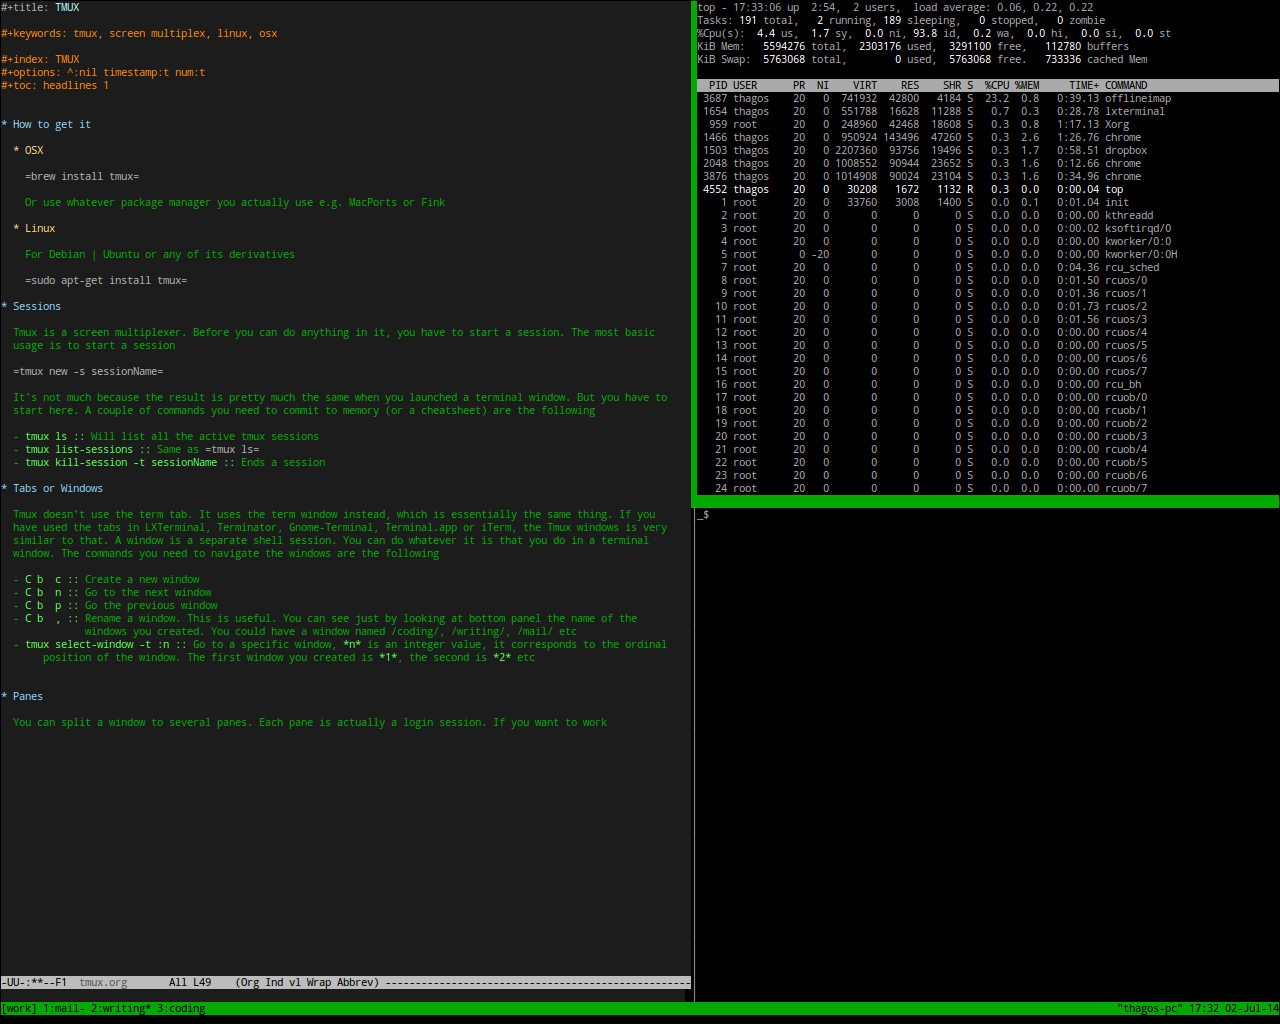 #+title: TMUX
#+keywords: tmux, screen multiplex, linux, osx
#+index: TMUX
#+options: ^:nil timestamp:t num:t
#+toc: headlines 1
* How to get it
* OSX
=brew install tmux=
Or use whatever package manager you actually use e.g. MacPorts or Fink
* Linux
For Debian | Ubuntu or any of its derivatives
=sudo apt-get install tmux=
* Sessions
Tmux is a screen multiplexer. Before you can do anything in it, you have to start a session. The most basic
usage is to start a session
=tmux new -s sessionName=
It's not much because the result is pretty much the same when you launched a terminal window. But you have to
start here. A couple of commands you need to commit to memory (or a cheatsheet) are the following
- tmux ls :: Will list all the active tmux sessions
- tmux list-sessions :: Same as =tmux ls=
- tmux kill-session -t sessionName :: Ends a session
* Tabs or Windows
Tmux doesn't use the term tab. It uses the term window instead, which is essentially the same thing. If you
have used the tabs in LXTerminal, Terminator, Gnome-Terminal, Terminal.app or iTerm, the Tmux windows is very
similar to that. A window is a separate shell session. You can do whatever it is that you do in a terminal
window. The commands you need to navigate the windows are the following
- C b  c :: Create a new window
- C b  n :: Go to the next window
- C b  p :: Go the previous window
- C b  , :: Rename a window. This is useful. You can see just by looking at bottom panel the name of the
windows you created. You could have a window named /coding/, /writing/, /mail/ etc
- tmux select-window -t :n :: Go to a specific window, *n* is an integer value, it corresponds to the ordinal
position of the window. The first window you created is *1*, the second is *2* etc
* Panes
You can split a window to several panes. Each pane is actually a login session. If you want to work
-UU-:**--F1  tmux.org       All L49    (Org Ind vl Wrap Abbrev) ---------------------------------------------------
top - 17:33:06 up  2:54,  2 users,  load average: 0.06, 0.22, 0.22
Tasks: 191 total,   2 running, 189 sleeping,   0 stopped,   0 zombie
%Cpu(s):  4.4 us,  1.7 sy,  0.0 ni, 93.8 id,  0.2 wa,  0.0 hi,  0.0 si,  0.0 st
KiB Mem:   5594276 total,  2303176 used,  3291100 free,   112780 buffers
KiB Swap:  5763068 total,        0 used,  5763068 free.   733336 cached Mem
PID USER      PR  NI    VIRT    RES    SHR S  %CPU %MEM     TIME+ COMMAND
3687 thagos    20   0  741932  42800   4184 S  23.2  0.8   0:39.13 offlineimap
1654 thagos    20   0  551788  16628  11288 S   0.7  0.3   0:28.78 lxterminal
959 root      20   0  248960  42468  18608 S   0.3  0.8   1:17.13 Xorg
1466 thagos    20   0  950924 143496  47260 S   0.3  2.6   1:26.76 chrome
1503 thagos    20   0 2207360  93756  19496 S   0.3  1.7   0:58.51 dropbox
2048 thagos    20   0 1008552  90944  23652 S   0.3  1.6   0:12.66 chrome
3876 thagos    20   0 1014908  90024  23104 S   0.3  1.6   0:34.96 chrome
4552 thagos    20   0   30208   1672   1132 R   0.3  0.0   0:00.04 top
1 root      20   0   33760   3008   1400 S   0.0  0.1   0:01.04 init
2 root      20   0       0      0      0 S   0.0  0.0   0:00.00 kthreadd
3 root      20   0       0      0      0 S   0.0  0.0   0:00.02 ksoftirqd/0
4 root      20   0       0      0      0 S   0.0  0.0   0:00.00 kworker/0:0
5 root       0 -20       0      0      0 S   0.0  0.0   0:00.00 kworker/0:0H
7 root      20   0       0      0      0 S   0.0  0.0   0:04.36 rcu_sched
8 root      20   0       0      0      0 S   0.0  0.0   0:01.50 rcuos/0
9 root      20   0       0      0      0 S   0.0  0.0   0:01.36 rcuos/1
10 root      20   0       0      0      0 S   0.0  0.0   0:01.73 rcuos/2
11 root      20   0       0      0      0 S   0.0  0.0   0:01.56 rcuos/3
12 root      20   0       0      0      0 S   0.0  0.0   0:00.00 rcuos/4
13 root      20   0       0      0      0 S   0.0  0.0   0:00.00 rcuos/5
14 root      20   0       0      0      0 S   0.0  0.0   0:00.00 rcuos/6
15 root      20   0       0      0      0 S   0.0  0.0   0:00.00 rcuos/7
16 root      20   0       0      0      0 S   0.0  0.0   0:00.00 rcu_bh
17 root      20   0       0      0      0 S   0.0  0.0   0:00.00 rcuob/0
18 root      20   0       0      0      0 S   0.0  0.0   0:00.00 rcuob/1
19 root      20   0       0      0      0 S   0.0  0.0   0:00.00 rcuob/2
20 root      20   0       0      0      0 S   0.0  0.0   0:00.00 rcuob/3
21 root      20   0       0      0      0 S   0.0  0.0   0:00.00 rcuob/4
22 root      20   0       0      0      0 S   0.0  0.0   0:00.00 rcuob/5
23 root      20   0       0      0      0 S   0.0  0.0   0:00.00 rcuob/6
24 root      20   0       0      0      0 S   0.0  0.0   0:00.00 rcuob/7
_$
[work] 1:mail- 2:writing* 3:coding
"thagos-pc" 17:32 02-Jul-14